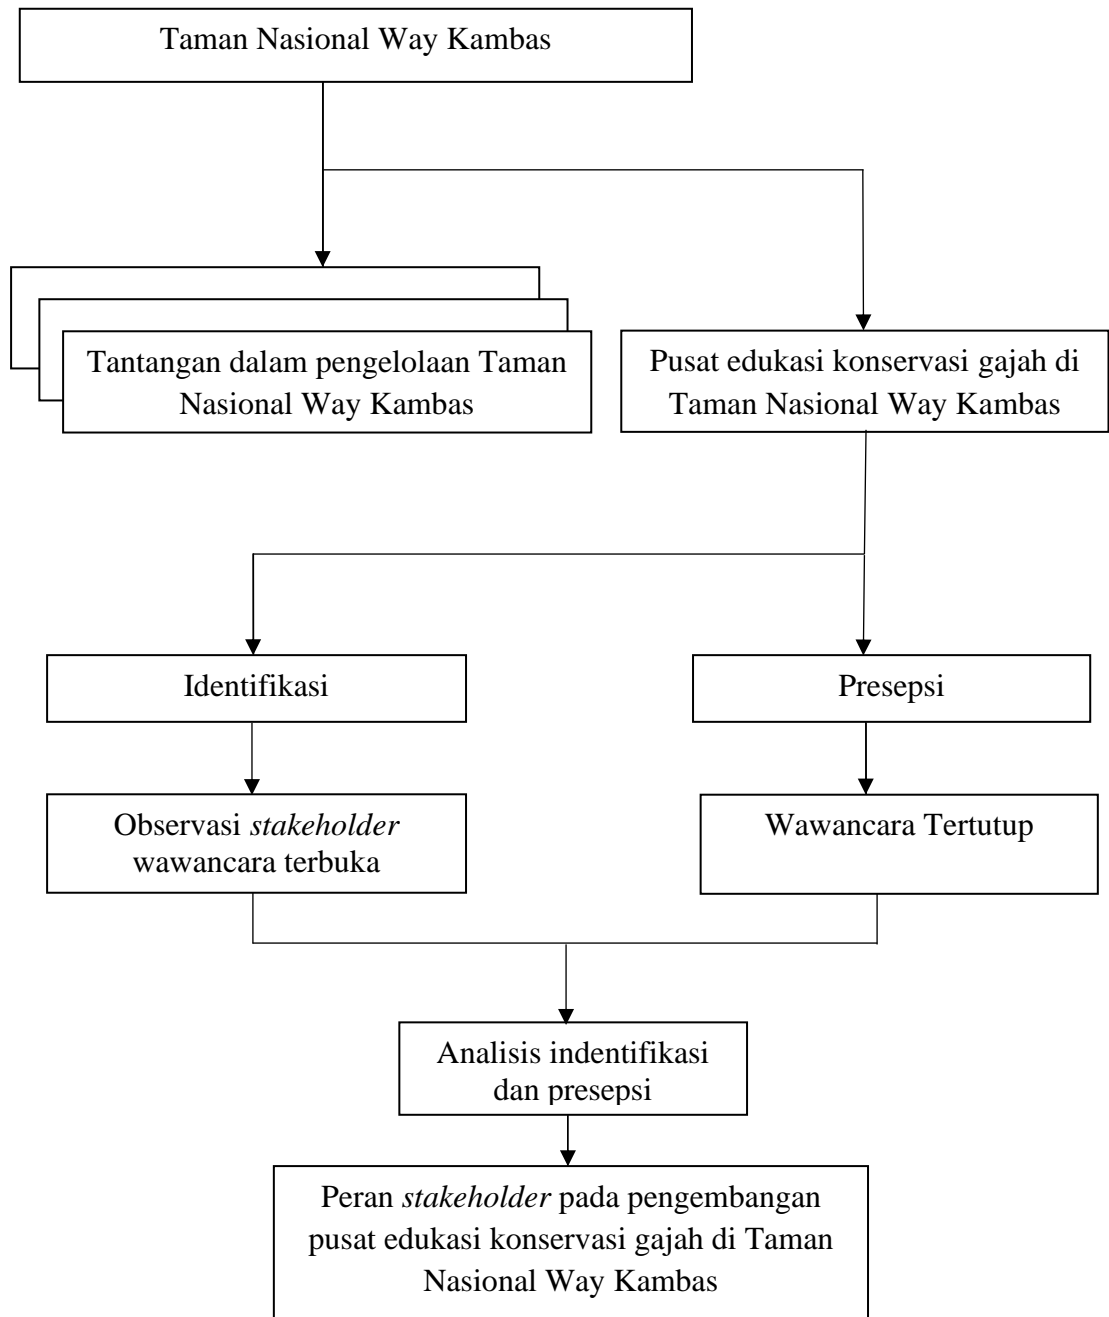 Taman Nasional Way Kambas
Tantangan dalam pengelolaan Taman
Nasional Way Kambas
Pusat edukasi konservasi gajah di
Taman Nasional Way Kambas
Identifikasi
Presepsi
Observasi stakeholder
wawancara terbuka
Wawancara Tertutup
Analisis indentifikasi
dan presepsi
Peran stakeholder pada pengembangan
pusat edukasi konservasi gajah di Taman
Nasional Way Kambas